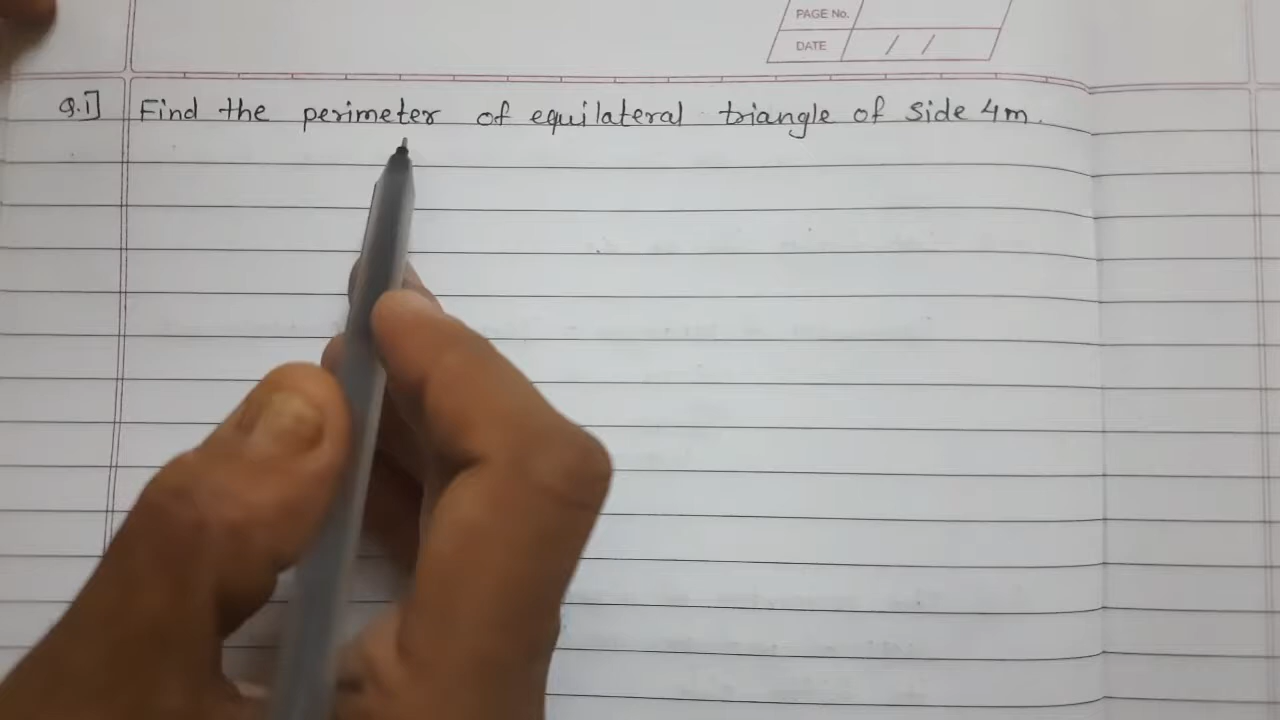 PAGE No.
DATE / /
Q.1] Find the perimeter of equilateral triangle of side 4m.